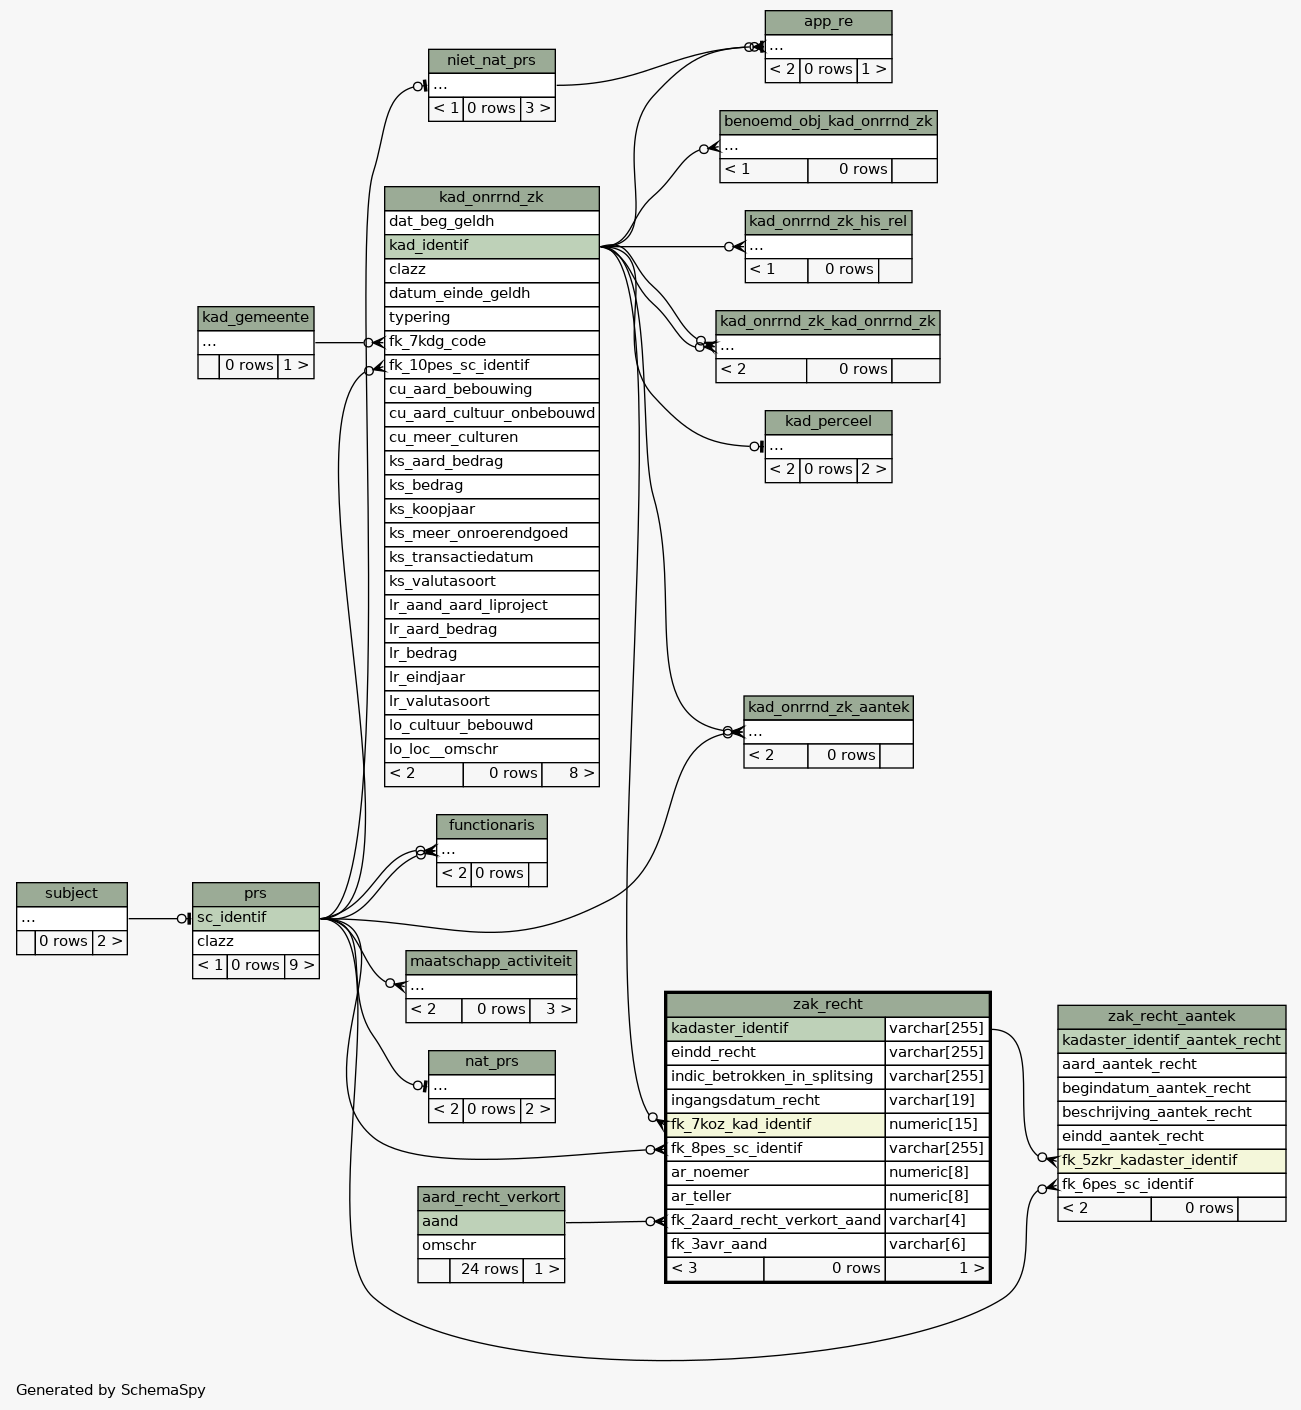 app_re
...
< 2 0 rows 1 >
niet_nat_prs
...
< 1 0 rows 3 >
benoemd_obj_kad_onrrnd_zk
...
< 1 0 rows
kad_onrrnd_zk
dat_beg_geldh
kad_identif
clazz
datum_einde_geldh
typering
fk_7kdg_code
fk_10pes_sc_identif
cu_aard_bebouwing
cu_aard_cultuur_onbebouwd
cu_meer_culturen
ks_aard_bedrag
ks_bedrag
ks_koopjaar
ks_meer_onroerendgoed
ks_transactiedatum
ks_valutasoort
lr_aand_aard_liproject
lr_aard_bedrag
lr_bedrag
lr_eindjaar
lr_valutasoort
lo_cultuur_bebouwd
lo_loc__omschr
< 2 0 rows 8 >
kad_onrrnd_zk_his_rel
...
< 1 0 rows
kad_gemeente
...
0 rows 1 >
kad_onrrnd_zk_kad_onrrnd_zk
...
< 2 0 rows
kad_perceel
...
< 2 0 rows 2 >
kad_onrrnd_zk_aantek
...
< 2 0 rows
functionaris
...
< 2 0 rows
subject
...
0 rows 2 >
prs
sc_identif
clazz
< 1 0 rows 9 >
maatschapp_activiteit
...
< 2 0 rows 3 >
nat_prs
...
< 2 0 rows 2 >
zak_recht
kadaster_identif varchar[255]
eindd_recht varchar[255]
indic_betrokken_in_splitsing varchar[255]
ingangsdatum_recht varchar[19]
fk_7koz_kad_identif numeric[15]
fk_8pes_sc_identif varchar[255]
ar_noemer numeric[8]
ar_teller numeric[8]
fk_2aard_recht_verkort_aand varchar[4]
fk_3avr_aand varchar[6]
< 3 0 rows 1 >
zak_recht_aantek
kadaster_identif_aantek_recht
aard_aantek_recht
begindatum_aantek_recht
beschrijving_aantek_recht
eindd_aantek_recht
fk_5zkr_kadaster_identif
fk_6pes_sc_identif
< 2 0 rows
aard_recht_verkort
aand
omschr
24 rows 1 >
Generated by SchemaSpy